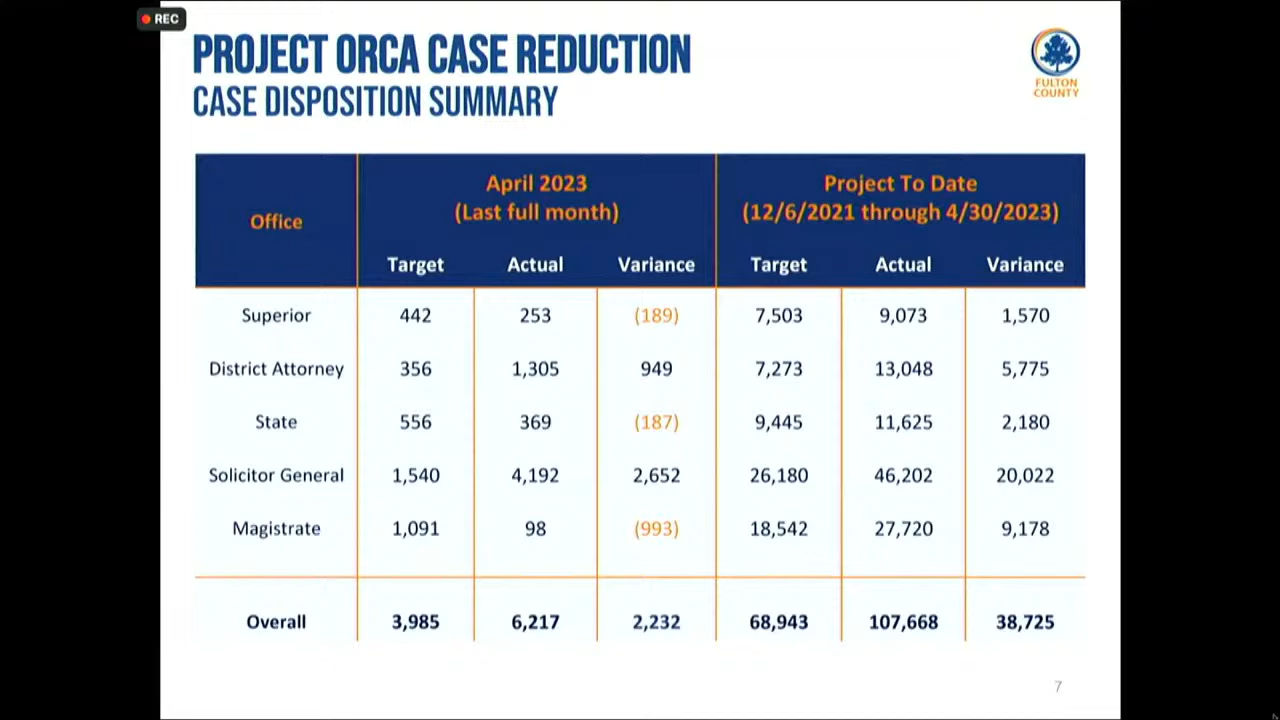 REC
PROJECT ORCA CASE REDUCTION
CASE DISPOSITION SUMMARY
FULTON
COUNTY
Office
April 2023
(Last full month)
Project To Date
(12/6/2021 through 4/30/2023)
Target Actual Variance Target Actual Variance
Superior 442 253 (189) 7,503 9,073 1,570
District Attorney 356 1,305 949 7,273 13,048 5,775
State 556 369 (187) 9,445 11,625 2,180
Solicitor General 1,540 4,192 2,652 26,180 46,202 20,022
Magistrate 1,091 98 (993) 18,542 27,720 9,178
Overall 3,985 6,217 2,232 68,943 107,668 38,725
7